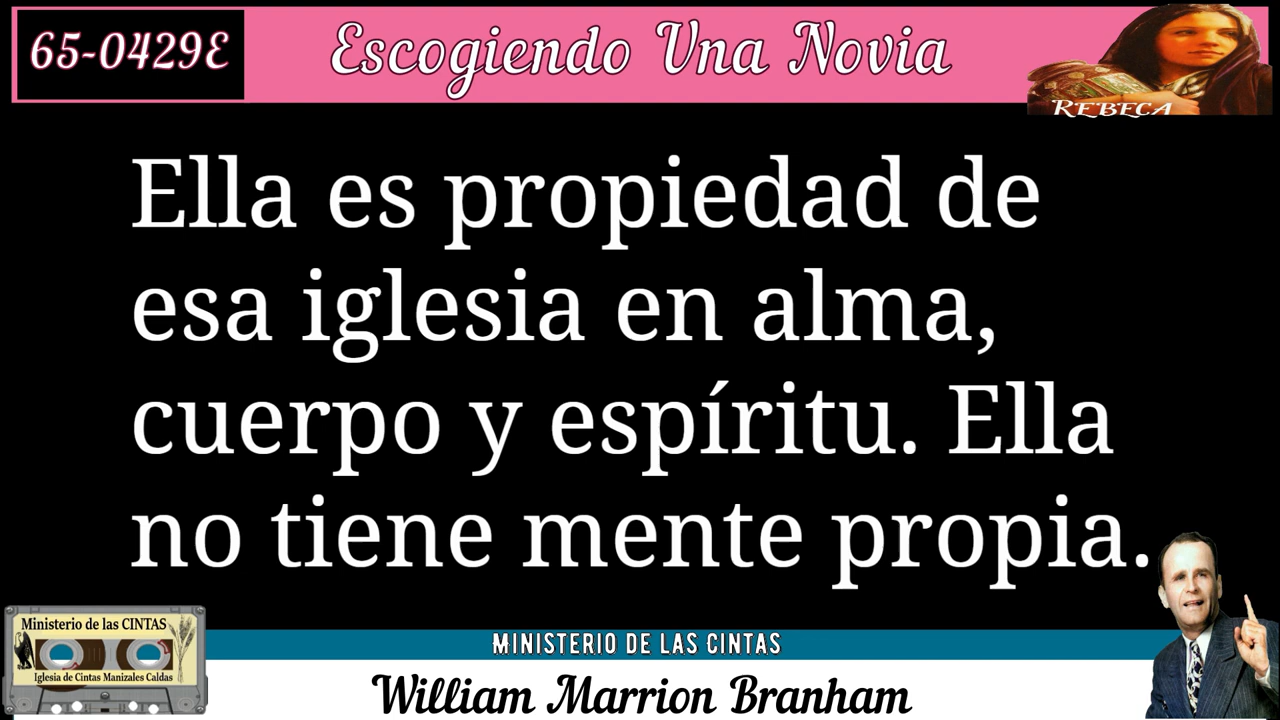 65-0429E
Escogiendo Una Novia
REBECA
Ella es propiedad de
esa iglesia en alma,
cuerpo y espíritu. Ella
no tiene mente propia.
Ministerio de las CINTAS
Iglesia de Cintas Manizales Caldas
MINISTERIO DE LAS CINTAS
William Marrion Branham